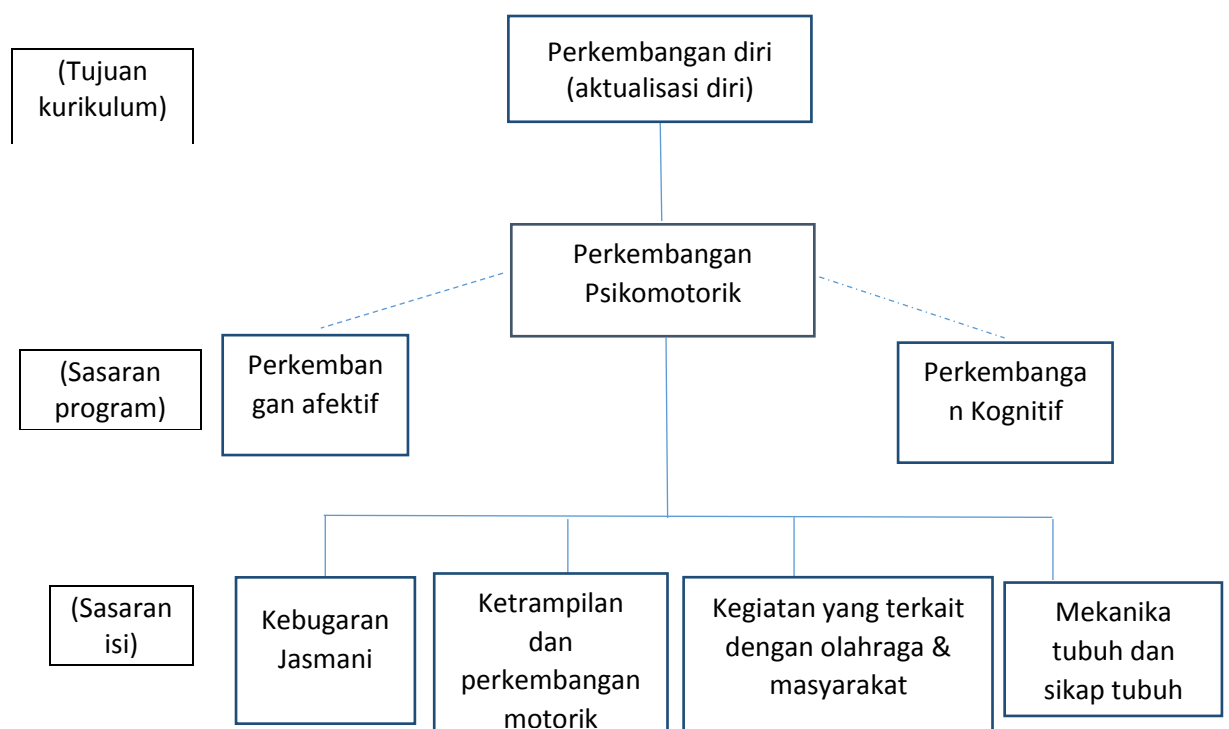 (Tujuan
kurikulum)
Perkembangan diri
(aktualisasi diri)
Perkembangan
Psikomotorik
(Sasaran
program)
Perkemban
gan afektif
Perkembanga
n Kognitif
(Sasaran
isi)
Kebugaran
Jasmani
Ketrampilan
dan
perkembangan
motorik
Kegiatan yang terkait
dengan olahraga &
masyarakat
Mekanika
tubuh dan
sikap tubuh